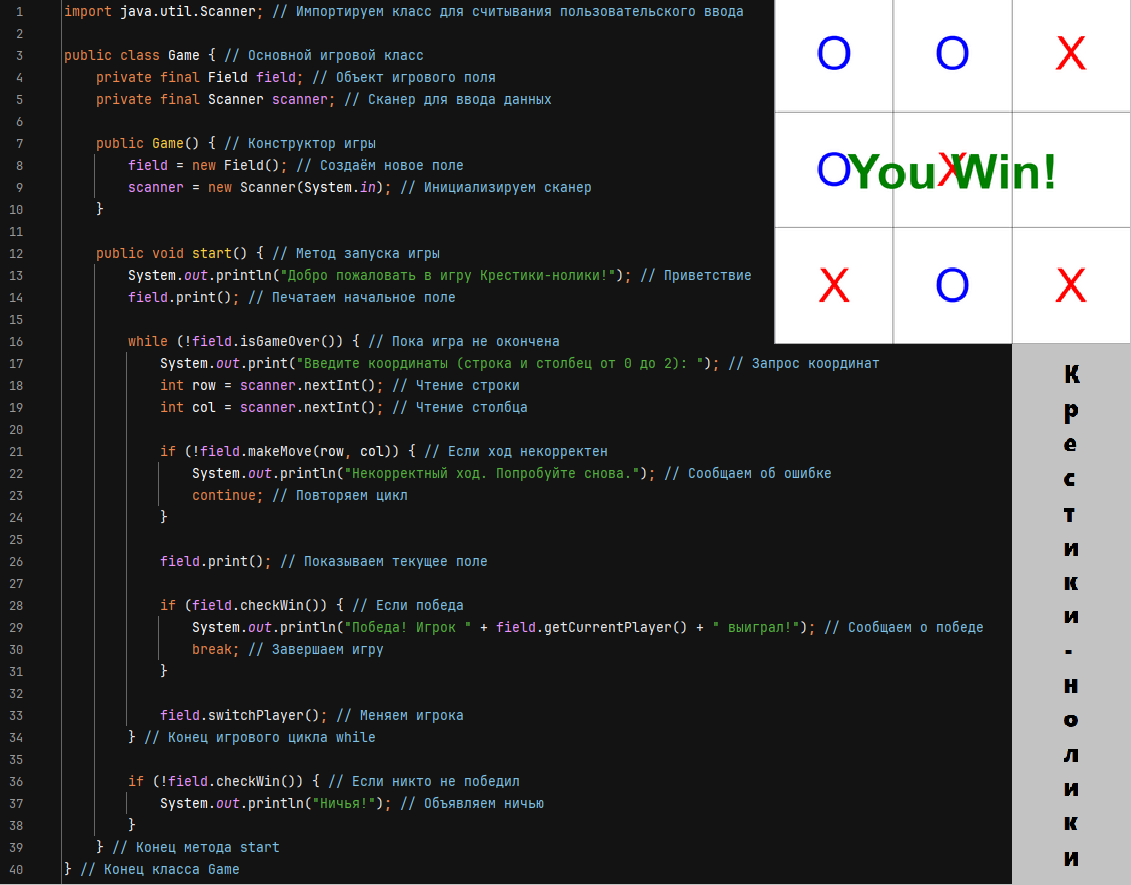 1 import java.util.Scanner; // Импортируем класс для считывания пользовательского ввода
2
3 public class Game { // Основной игровой класс
4     private final Field field; // Объект игрового поля
5     private final Scanner scanner; // Сканер для ввода данных
6
7     public Game() { // Конструктор игры
8         field = new Field(); // Создаём новое поле
9         scanner = new Scanner(System.in); // Инициализируем сканер
10     }
11
12     public void start() { // Метод запуска игры
13         System.out.println("Добро пожаловать в игру Крестики-нолики!"); // Приветствие
14         field.print(); // Печатаем начальное поле
15
16         while (!field.isGameOver()) { // Пока игра не окончена
17             System.out.print("Введите координаты (строка и столбец от 0 до 2): "); // Запрос координат
18             int row = scanner.nextInt(); // Чтение строки
19             int col = scanner.nextInt(); // Чтение столбца
20
21             if (!field.makeMove(row, col)) { // Если ход некорректен
22                 System.out.println("Некорректный ход. Попробуйте снова."); // Сообщаем об ошибке
23                 continue; // Повторяем цикл
24             }
25
26             field.print(); // Показываем текущее поле
27
28             if (field.checkWin()) { // Если победа
29                 System.out.println("Победа! Игрок " + field.getCurrentPlayer() + " выиграл!"); // Сообщаем о победе
30                 break; // Завершаем игру
31             }
32
33             field.switchPlayer(); // Меняем игрока
34         } // Конец игрового цикла while
35
36         if (!field.checkWin()) { // Если никто не победил
37             System.out.println("Ничья!"); // Объявляем ничью
38         }
39     } // Конец метода start
40 } // Конец класса Game
O O X
O X
You Win!
X O X
Крестики-нолики